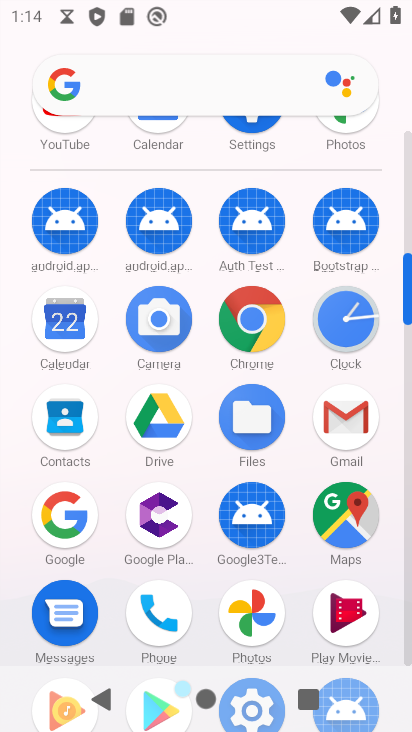 1:14
YouTube Calendar Settings Photos
android.ap... android.ap... Auth Test ... Bootstrap ...
22
Calendar Camera Chrome Clock
Contacts Drive Files Gmail
Google Google Pla... Google3Te... Maps
Messages Phone Photos Play Movie...